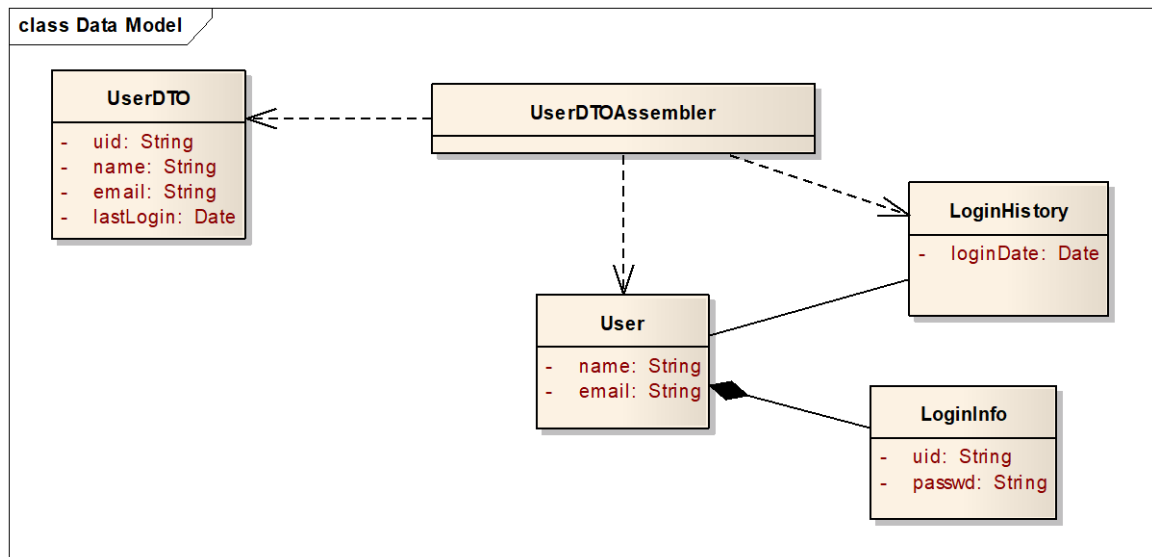 class Data Model
UserDTO
- uid: String
- name: String
- email: String
- lastLogin: Date
UserDTOAssembler
LoginHistory
- loginDate: Date
User
- name: String
- email: String
LoginInfo
- uid: String
- passwd: String